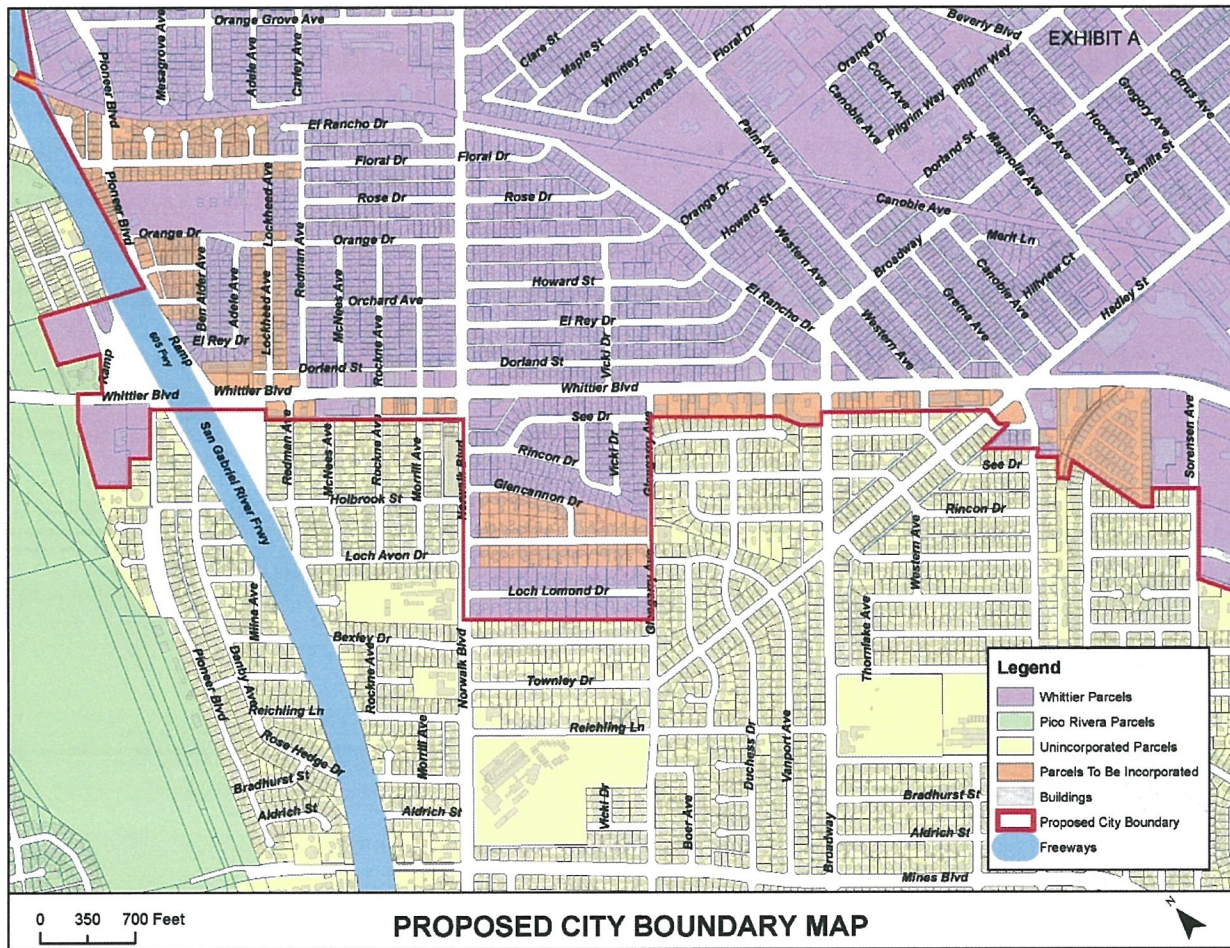 EXHIBIT A
Orange Grove Ave
Beverly Blvd
Pioneer Blvd
Mesagrove Ave
Adele Ave
Carley Ave
Clare St
Maple St
Whitley St
Lorene St
Floral Dr
Orange Dr
Court Ave
Canobie Ave
Pilgrim Way
Pilgrim Way
Acacia Ave
Hoover Ave
Gregory Ave
Citrus Ave
Camilla St
El Rancho Dr
Floral Dr
Floral Dr
Palm Ave
Dorland St
Magnolia Ave
Pioneer Blvd
Lockheed Ave
Rose Dr
Rose Dr
Orange Dr
Howard St
Canobie Ave
Orange Dr
Ben Alder Ave
Adele Ave
Redman Ave
Orange Dr
Western Ave
Broadway
Merit Ln
Canobie Ave
Hillview Ct
Hadley St
McNees Ave
Orchard Ave
Howard St
El Rancho Dr
Gretna Ave
El Rey Dr
Lockheed Ave
Rockne Ave
El Rey Dr
Vicki Dr
Western Ave
605 Fwy
Ramp
Ramp
Dorland St
Dorland St
Whittier Blvd
Whittier Blvd
Whittier Blvd
San Gabriel River Frwy
Redman Ave
McNees Ave
Rockne Ave
Morrill Ave
Norwalk Blvd
See Dr
Rincon Dr
Vicki Dr
Glengarry Ave
Glencannon Dr
Sorensen Ave
See Dr
Holbrook St
Rincon Dr
Western Ave
Loch Avon Dr
Loch Lomond Dr
Glengarry Ave
Milna Ave
Bexley Dr
Danby Ave
Rockne Ave
Norwalk Blvd
Thornlake Ave
Pioneer Blvd
Townley Dr
Reichling Ln
Reichling Ln
Rose Hedge Dr
Morrill Ave
Duchess Dr
Vanport Ave
Bradhurst St
Bradhurst St
Aldrich St
Aldrich St
Vicki Dr
Boer Ave
Broadway
Aldrich St
Mines Blvd
Legend
Whittier Parcels
Pico Rivera Parcels
Unincorporated Parcels
Parcels To Be Incorporated
Buildings
Proposed City Boundary
Freeways
0 350 700 Feet
PROPOSED CITY BOUNDARY MAP
N